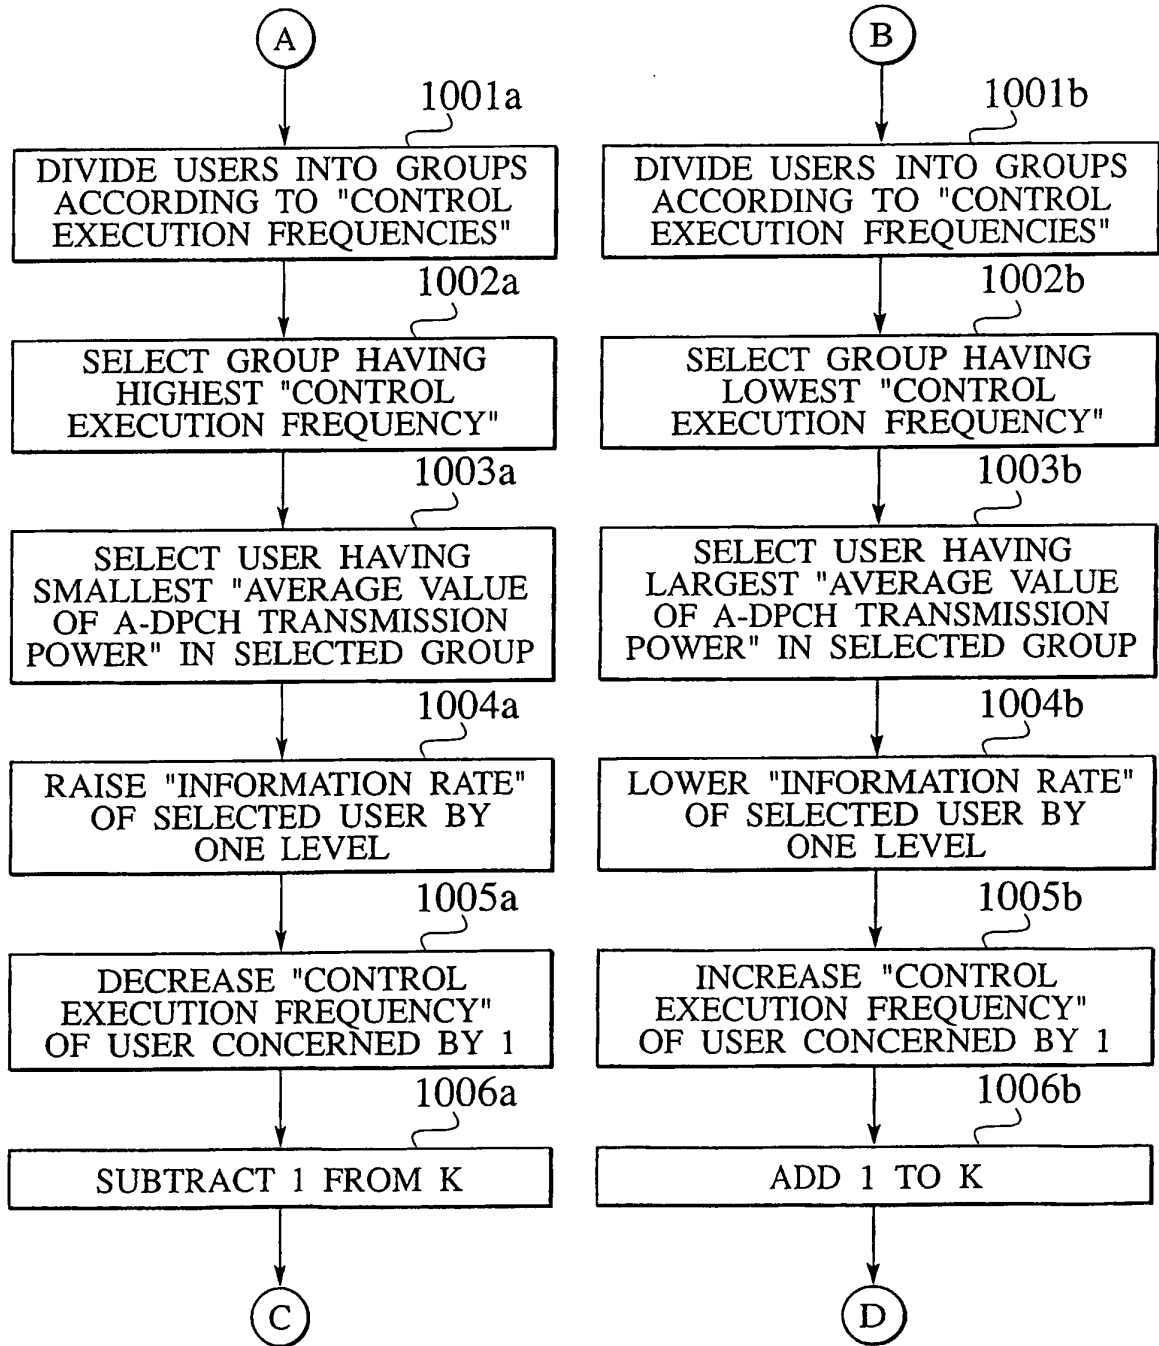 A
1001a
DIVIDE USERS INTO GROUPS
ACCORDING TO "CONTROL
EXECUTION FREQUENCIES"
1002a
SELECT GROUP HAVING
HIGHEST "CONTROL
EXECUTION FREQUENCY"
1003a
SELECT USER HAVING
SMALLEST "AVERAGE VALUE
OF A-DPCH TRANSMISSION
POWER" IN SELECTED GROUP
1004a
RAISE "INFORMATION RATE"
OF SELECTED USER BY
ONE LEVEL
1005a
DECREASE "CONTROL
EXECUTION FREQUENCY"
OF USER CONCERNED BY 1
1006a
SUBTRACT 1 FROM K
C
B
1001b
DIVIDE USERS INTO GROUPS
ACCORDING TO "CONTROL
EXECUTION FREQUENCIES"
1002b
SELECT GROUP HAVING
LOWEST "CONTROL
EXECUTION FREQUENCY"
1003b
SELECT USER HAVING
LARGEST "AVERAGE VALUE
OF A-DPCH TRANSMISSION
POWER" IN SELECTED GROUP
1004b
LOWER "INFORMATION RATE"
OF SELECTED USER BY
ONE LEVEL
1005b
INCREASE "CONTROL
EXECUTION FREQUENCY"
OF USER CONCERNED BY 1
1006b
ADD 1 TO K
D